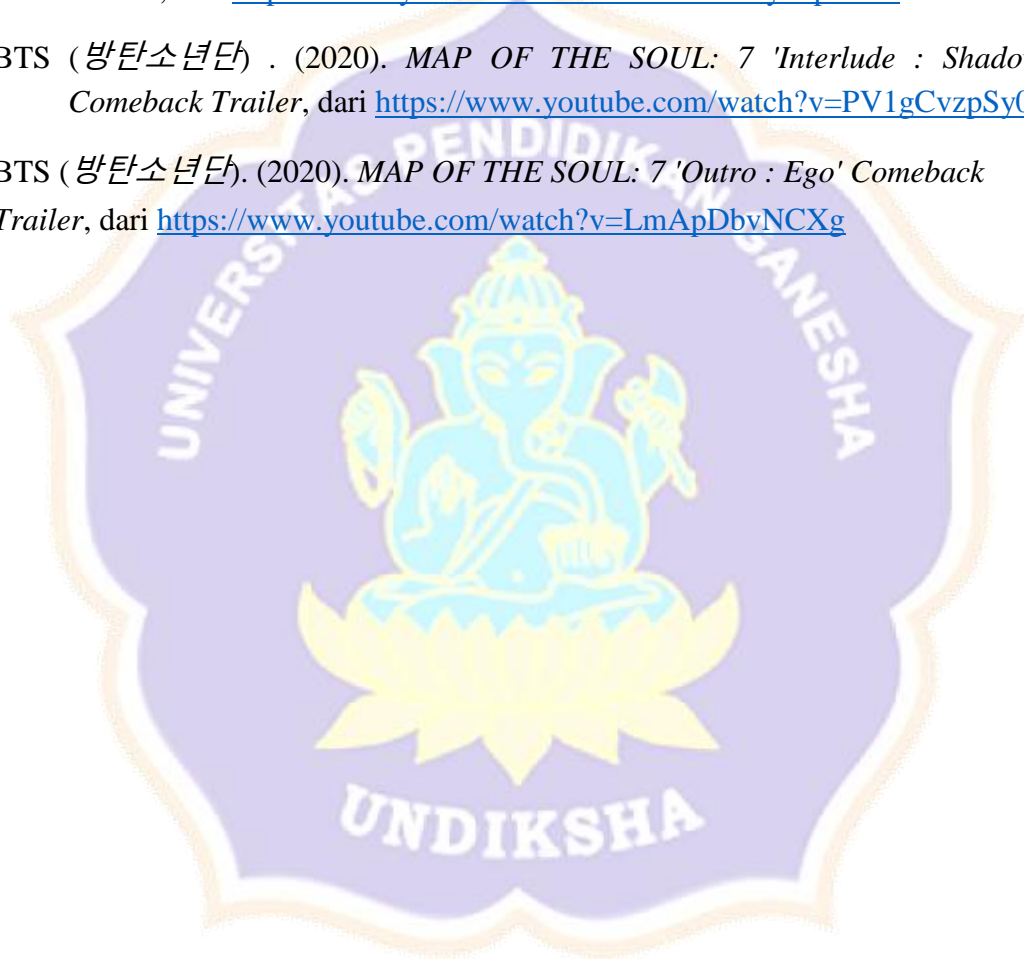 BTS (방탄소년단) . (2020). MAP OF THE SOUL: 7 'Interlude : Shado
Comeback Trailer, dari https://www.youtube.com/watch?v=PV1gCvzpSy0
BTS (방탄소년단). (2020). MAP OF THE SOUL: 7 'Outro : Ego' Comeback
Trailer, dari https://www.youtube.com/watch?v=LmApDbvNCXg
UNIVERSITAS PENDIDIKAN GANESHA
UNDIKSHA